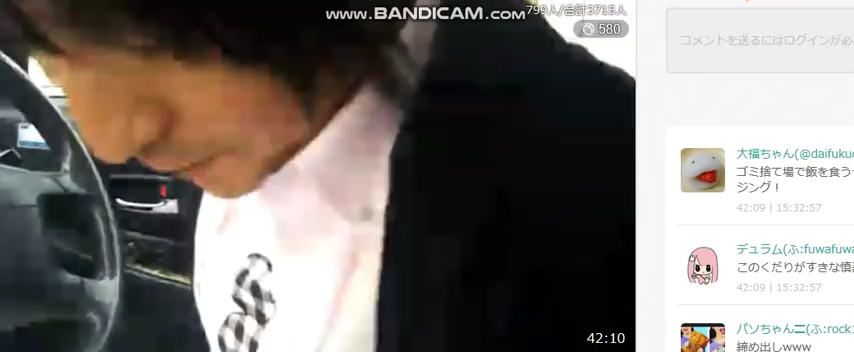 www.BANDICAM.com
799人/合計3715人
580
42:10
コメントを送るにはログインが必
大福ちゃん(@daifuku
ゴミ捨て場で飯を食う
ジング！
42:09 | 15:32:57
デュラム(ふ:fuwafuwa
このくだりがすきな慎
42:09 | 15:32:57
パソちゃん二(ふ:rock
締め出しwww